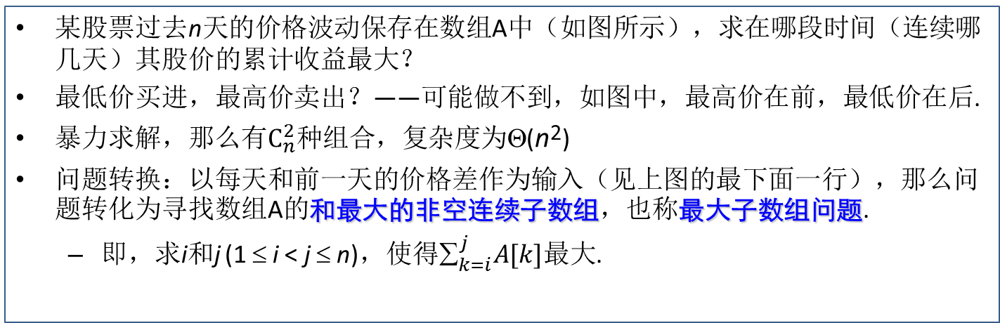 • 某股票过去n天的价格波动保存在数组A中（如图所示），求在哪段时间（连续哪
几天）其股价的累计收益最大？
• 最低价买进，最高价卖出？——可能做不到，如图中，最高价在前，最低价在后.
• 暴力求解，那么有C²ₙ种组合，复杂度为Θ(n²)
• 问题转换：以每天和前一天的价格差作为输入（见上图的最下面一行），那么问
题转化为寻找数组A的和最大的非空连续子数组，也称最大子数组问题.
– 即，求i和j (1 ≤ i < j ≤ n)，使得∑ʲₖ₌ᵢ A[k]最大.